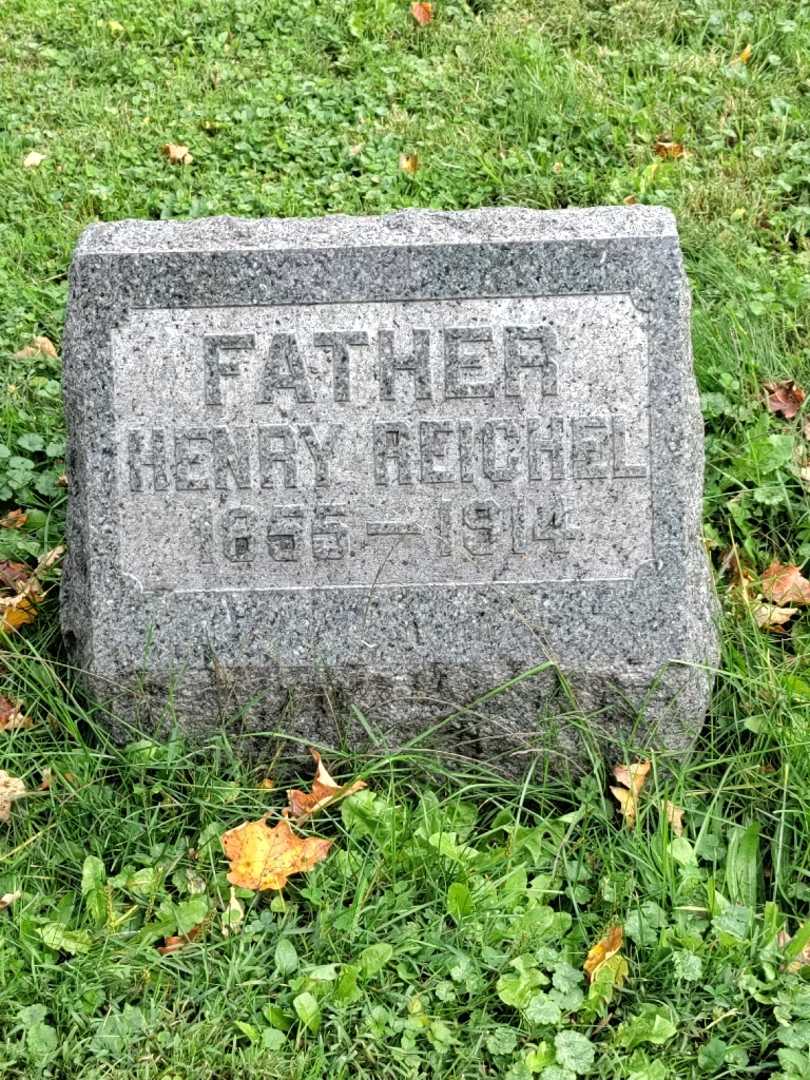 FATHER
HENRY REICHEL
1855—1914